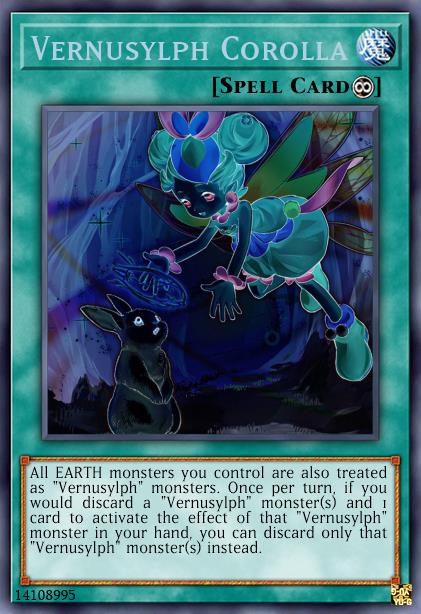 VERNUSYLPH COROLLA
魔
[SPELL CARD]
All EARTH monsters you control are also treated
as "Vernusylph" monsters. Once per turn, if you
would discard a "Vernusylph" monster(s) and 1
card to activate the effect of that "Vernusylph"
monster in your hand, you can discard only that
"Vernusylph" monster(s) instead.
14108995